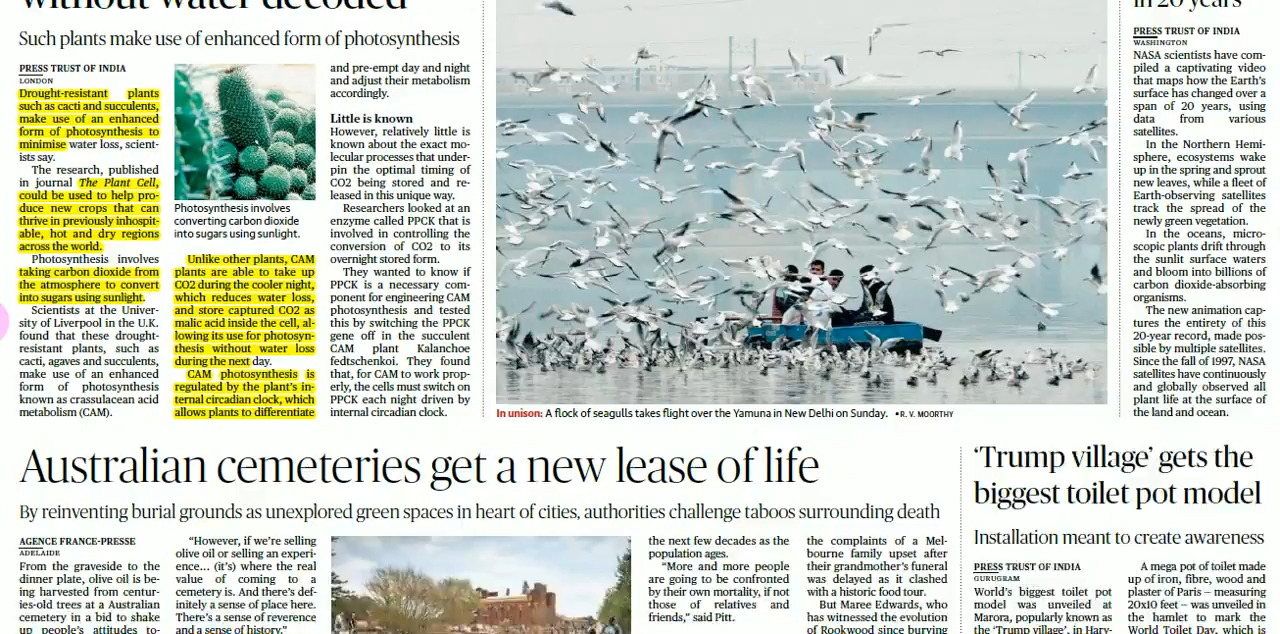 without water decoded
Such plants make use of enhanced form of photosynthesis
PRESS TRUST OF INDIA
LONDON
Drought-resistant plants
such as cacti and succulents,
make use of an enhanced
form of photosynthesis to
minimise water loss, scient-
ists say.
The research, published
in journal The Plant Cell,
could be used to help pro-
duce new crops that can
thrive in previously inhospit-
able, hot and dry regions
across the world.
Photosynthesis involves
taking carbon dioxide from
the atmosphere to convert
into sugars using sunlight.
Scientists at the Univer-
sity of Liverpool in the U.K.
found that these drought-
resistant plants, such as
cacti, agaves and succulents,
make use of an enhanced
form of photosynthesis
known as crassulacean acid
metabolism (CAM).
Photosynthesis involves
converting carbon dioxide
into sugars using sunlight.
Unlike other plants, CAM
plants are able to take up
CO2 during the cooler night,
which reduces water loss,
and store captured CO2 as
malic acid inside the cell, al-
lowing its use for photosyn-
thesis without water loss
during the next day.
CAM photosynthesis is
regulated by the plant's in-
ternal circadian clock, which
allows plants to differentiate
and pre-empt day and night
and adjust their metabolism
accordingly.
Little is known
However, relatively little is
known about the exact mo-
lecular processes that under-
pin the optimal timing of
CO2 being stored and re-
leased in this unique way.
Researchers looked at an
enzyme called PPCK that is
involved in controlling the
conversion of CO2 to its
overnight stored form.
They wanted to know if
PPCK is a necessary com-
ponent for engineering CAM
photosynthesis and tested
this by switching the PPCK
gene off in the succulent
CAM plant Kalanchoe
fedtschenkoi. They found
that, for CAM to work prop-
erly, the cells must switch on
PPCK each night driven by
internal circadian clock.
In unison: A flock of seagulls takes flight over the Yamuna in New Delhi on Sunday. •R. V. MOORTHY
in 20 years
PRESS TRUST OF INDIA
WASHINGTON
NASA scientists have com-
piled a captivating video
that maps how the Earth's
surface has changed over a
span of 20 years, using
data from various
satellites.
In the Northern Hemi-
sphere, ecosystems wake
up in the spring and sprout
new leaves, while a fleet of
Earth-observing satellites
track the spread of the
newly green vegetation.
In the oceans, micro-
scopic plants drift through
the sunlit surface waters
and bloom into billions of
carbon dioxide-absorbing
organisms.
The new animation cap-
tures the entirety of this
20-year record, made pos-
sible by multiple satellites.
Since the fall of 1997, NASA
satellites have continuously
and globally observed all
plant life at the surface of
the land and ocean.
Australian cemeteries get a new lease of life
By reinventing burial grounds as unexplored green spaces in heart of cities, authorities challenge taboos surrounding death
AGENCE FRANCE-PRESSE
ADELAIDE
From the graveside to the
dinner plate, olive oil is be-
ing harvested from centur-
ies-old trees at a Australian
cemetery in a bid to shake
up people's attitudes to-
"However, if we're selling
olive oil or selling an experi-
ence... (it's) where the real
value of coming to a
cemetery is. And there's def-
initely a sense of place here.
There's a sense of reverence
and a sense of history."
the next few decades as the
population ages.
"More and more people
are going to be confronted
by their own mortality, if not
those of relatives and
friends," said Pitt.
the complaints of a Mel-
bourne family upset after
their grandmother's funeral
was delayed as it clashed
with a historic food tour.
But Maree Edwards, who
has witnessed the evolution
of Rookwood since burying
'Trump village' gets the
biggest toilet pot model
Installation meant to create awareness
PRESS TRUST OF INDIA
GURUGRAM
World's biggest toilet pot
model was unveiled at
Marora, popularly known as
the 'Trump village', in Hary-
A mega pot of toilet made
up of iron, fibre, wood and
plaster of Paris – measuring
20x10 feet – was unveiled in
the hamlet to mark the
World Toilet Day, which is